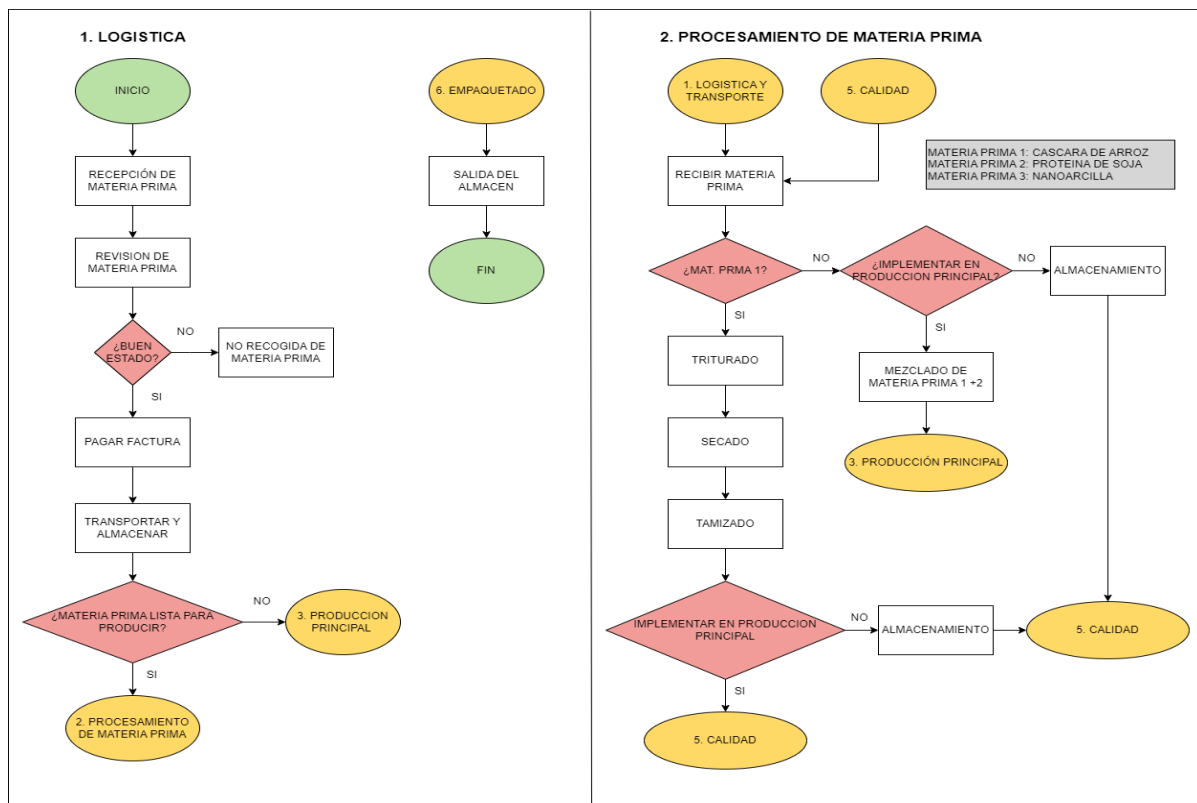 1. LOGISTICA
INICIO
RECEPCIÓN DE
MATERIA PRIMA
REVISION DE
MATERIA PRIMA
¿BUEN
ESTADO?
NO
NO RECOGIDA DE
MATERIA PRIMA
SI
PAGAR FACTURA
TRANSPORTAR Y
ALMACENAR
¿MATERIA PRIMA LISTA PARA
PRODUCIR?
NO
3. PRODUCCION
PRINCIPAL
SI
2. PROCESAMIENTO
DE MATERIA PRIMA
6. EMPAQUETADO
SALIDA DEL
ALMACEN
FIN
2. PROCESAMIENTO DE MATERIA PRIMA
1. LOGISTICA Y
TRANSPORTE
5. CALIDAD
MATERIA PRIMA 1: CASCARA DE ARROZ
MATERIA PRIMA 2: PROTEINA DE SOJA
MATERIA PRIMA 3: NANOARCILLA
RECIBIR MATERIA
PRIMA
¿MAT. PRMA 1?
NO
¿IMPLEMENTAR EN
PRODUCCION PRINCIPAL?
NO
ALMACENAMIENTO
SI
SI
TRITURADO
MEZCLADO DE
MATERIA PRIMA 1 +2
SECADO
3. PRODUCCIÓN PRINCIPAL
TAMIZADO
IMPLEMENTAR EN PRODUCCION
PRINCIPAL
NO
ALMACENAMIENTO
5. CALIDAD
SI
5. CALIDAD